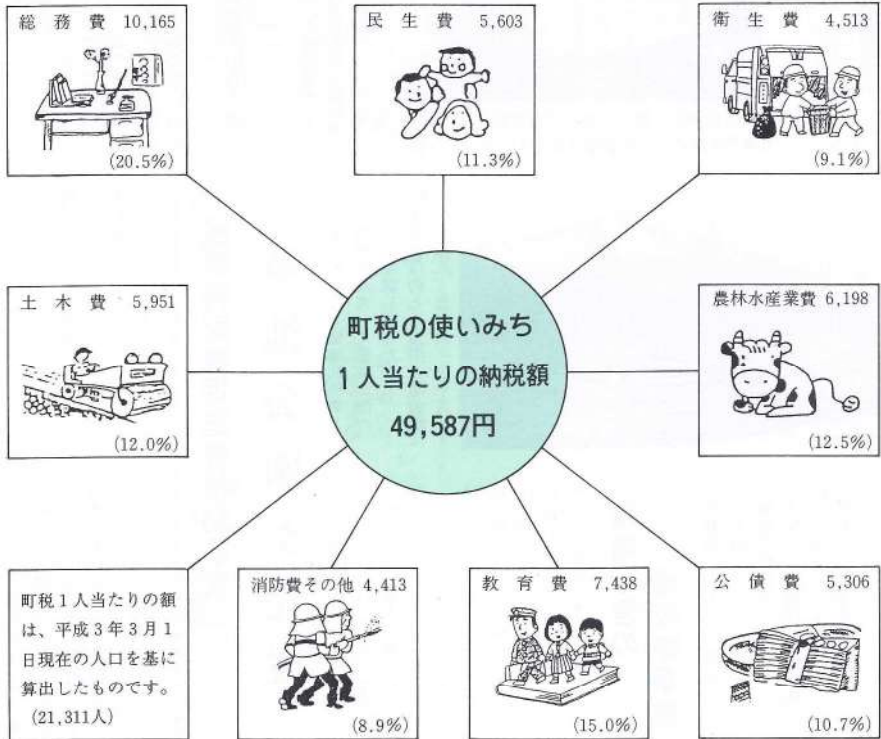 総務費 10,165
(20.5%)
民生費 5,603
(11.3%)
衛生費 4,513
(9.1%)
土木費 5,951
(12.0%)
町税の使いみち
1人当たりの納税額
49,587円
農林水産業費 6,198
(12.5%)
町税1人当たりの額
は、平成3年3月1
日現在の人口を基に
算出したものです。
(21,311人)
消防費その他 4,413
(8.9%)
教育費 7,438
(15.0%)
公債費 5,306
(10.7%)